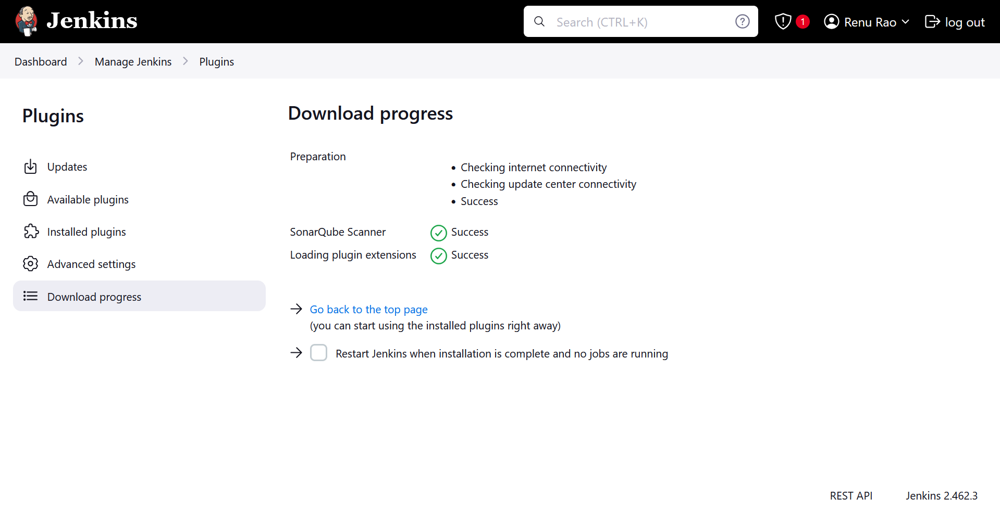 Jenkins
Search (CTRL+K)
1
Renu Rao
log out
Dashboard
Manage Jenkins
Plugins
Plugins
Updates
Available plugins
Installed plugins
Advanced settings
Download progress
Download progress
Preparation
Checking internet connectivity
Checking update center connectivity
Success
SonarQube Scanner Success
Loading plugin extensions Success
Go back to the top page
(you can start using the installed plugins right away)
Restart Jenkins when installation is complete and no jobs are running
REST API
Jenkins 2.462.3